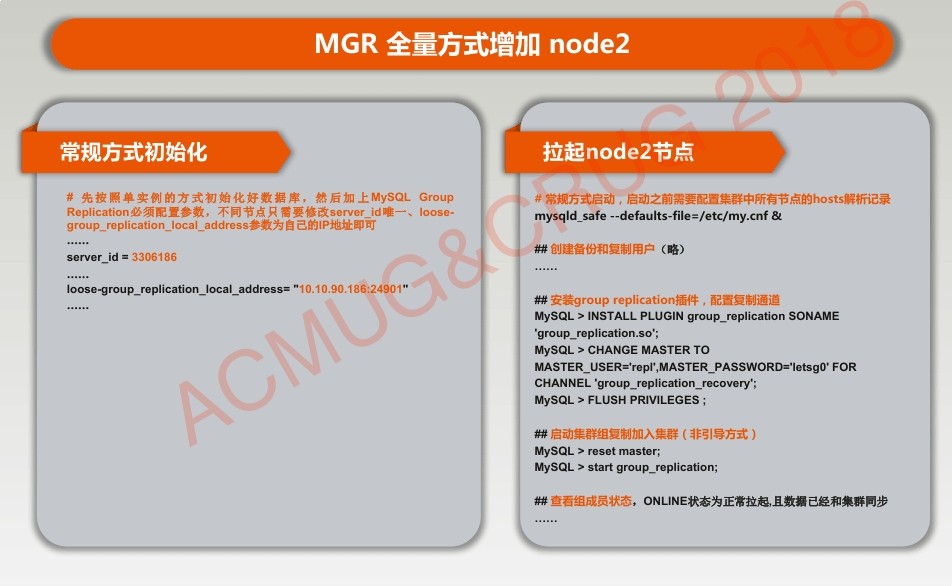 MGR 全量方式增加 node2
常规方式初始化
# 先按照单实例的方式初始化好数据库，然后加上MySQL Group
Replication必须配置参数，不同节点只需要修改server_id唯一、loose-
group_replication_local_address参数为自己的IP地址即可
......
server_id = 3306186
......
loose-group_replication_local_address= "10.10.90.186:24901"
......
拉起node2节点
# 常规方式启动，启动之前需要配置集群中所有节点的hosts解析记录
mysqld_safe --defaults-file=/etc/my.cnf &
## 创建备份和复制用户（略）
......
## 安装group replication插件，配置复制通道
MySQL > INSTALL PLUGIN group_replication SONAME
'group_replication.so';
MySQL > CHANGE MASTER TO
MASTER_USER='repl',MASTER_PASSWORD='letsg0' FOR
CHANNEL 'group_replication_recovery';
MySQL > FLUSH PRIVILEGES ;
## 启动集群组复制加入集群（非引导方式）
MySQL > reset master;
MySQL > start group_replication;
## 查看组成员状态，ONLINE状态为正常拉起,且数据已经和集群同步
......
ACMUG&CRUG 2018